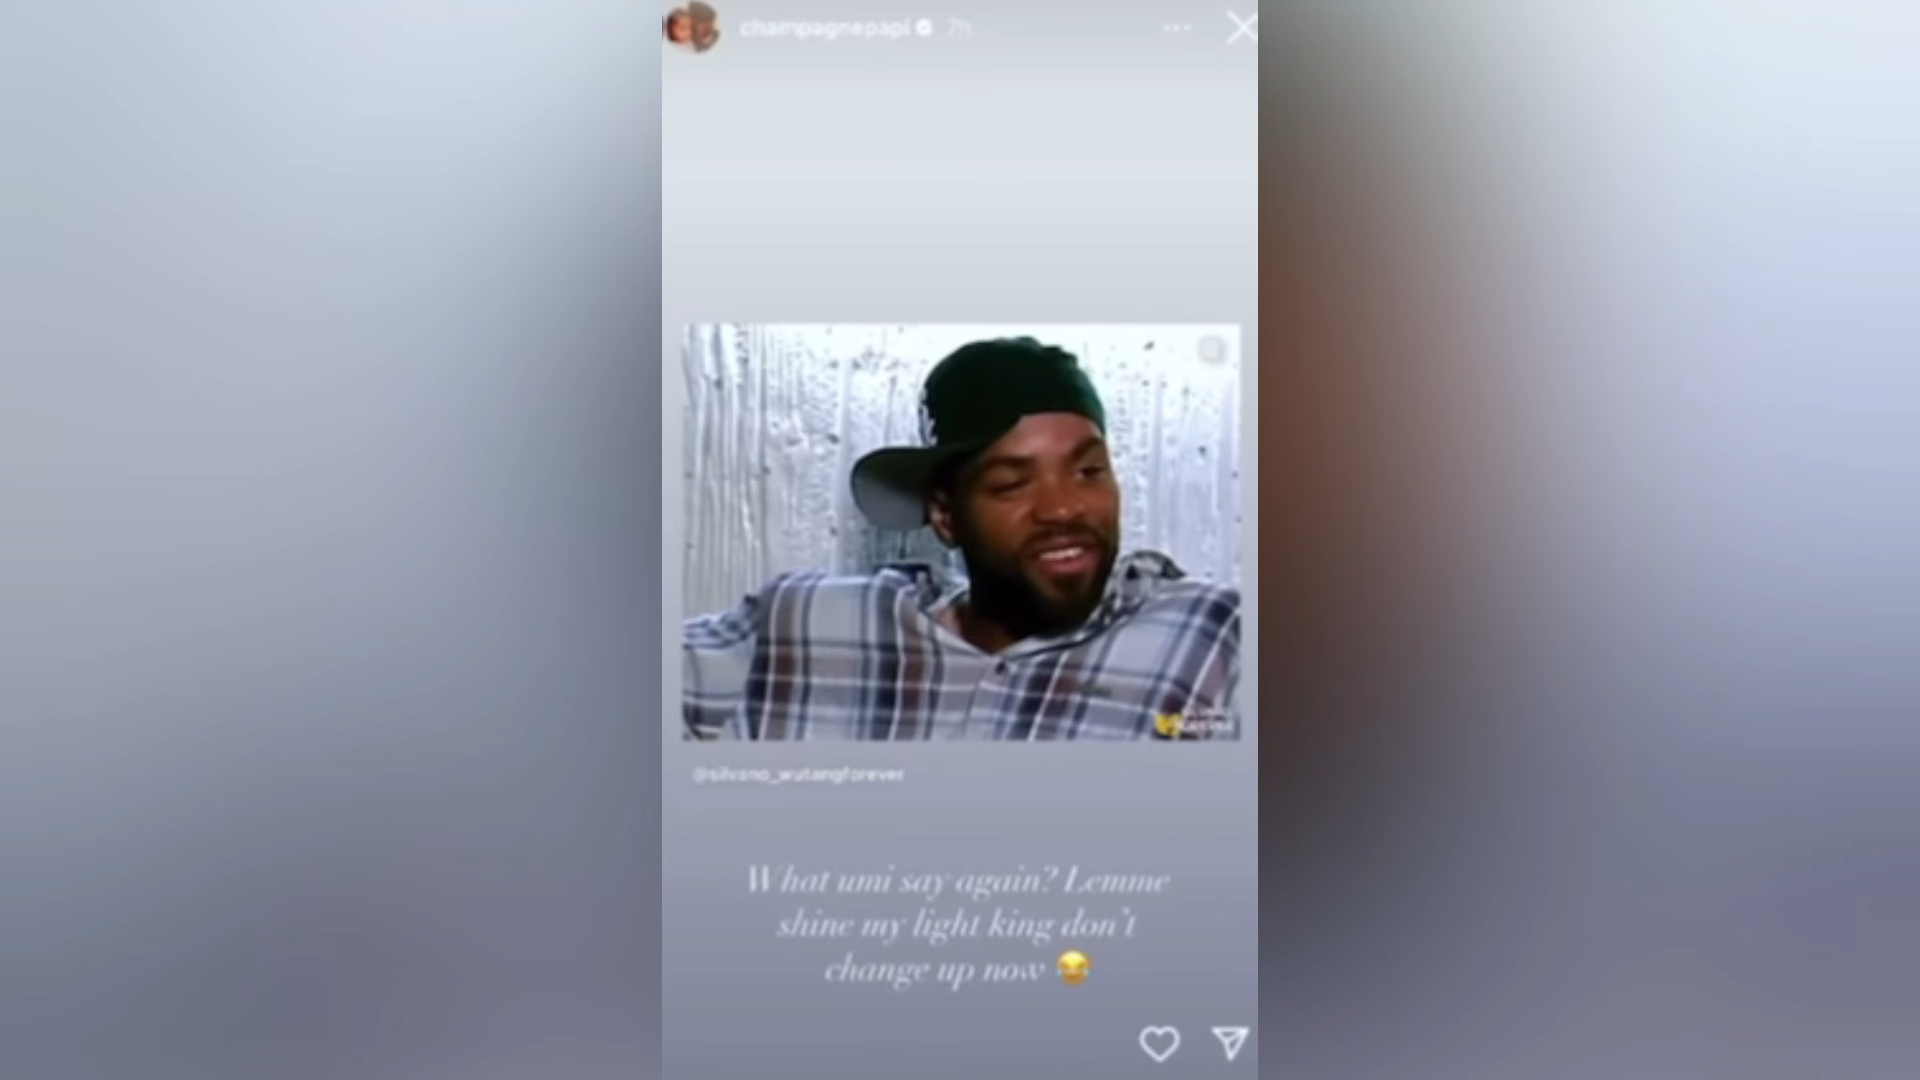 champagnepapi 7h
@silvano_wutangforever
What umi say again? Lemme
shine my light king don't
change up now 😂